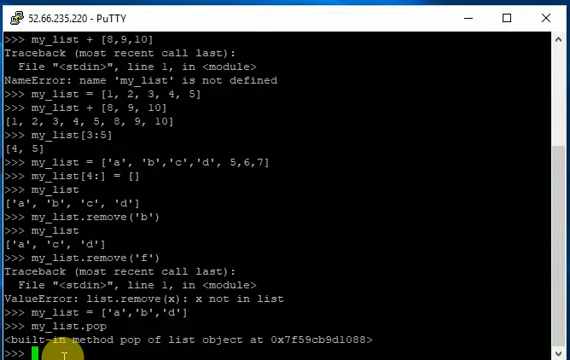 52.66.235.220 - PuTTY
>>> my_list + [8,9,10]
Traceback (most recent call last):
  File "<stdin>", line 1, in <module>
NameError: name 'my_list' is not defined
>>> my_list = [1, 2, 3, 4, 5]
>>> my_list + [8, 9, 10]
[1, 2, 3, 4, 5, 8, 9, 10]
>>> my_list[3:5]
[4, 5]
>>> my_list = ['a', 'b','c','d', 5,6,7]
>>> my_list[4:] = []
>>> my_list
['a', 'b', 'c', 'd']
>>> my_list.remove('b')
>>> my_list
['a', 'c', 'd']
>>> my_list.remove('f')
Traceback (most recent call last):
  File "<stdin>", line 1, in <module>
ValueError: list.remove(x): x not in list
>>> my_list = ['a','b','d']
>>> my_list.pop
<built-in method pop of list object at 0x7f59cb9d1088>
>>>